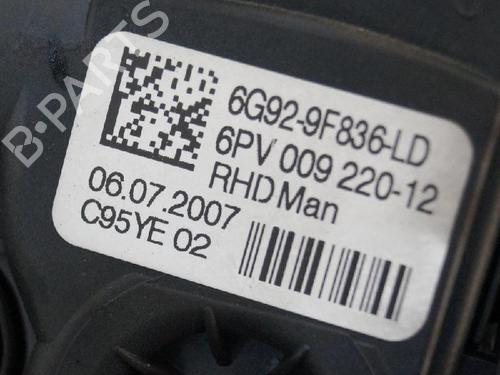 6G92-9F836-LD
6PV 009 220-12
RHD Man
06.07.2007
C95YE 02
B-PARTS